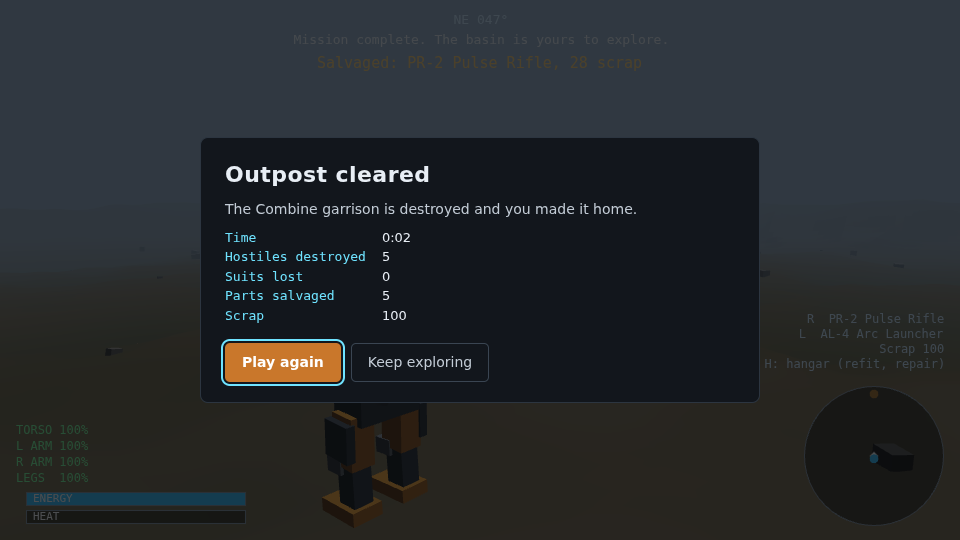 NE 047°
Mission complete. The basin is yours to explore.
Salvaged: PR-2 Pulse Rifle, 28 scrap
Outpost cleared
The Combine garrison is destroyed and you made it home.
Time 0:02
Hostiles destroyed 5
Suits lost 0
Parts salvaged 5
Scrap 100
Play again
Keep exploring
R PR-2 Pulse Rifle
L AL-4 Arc Launcher
Scrap 100
H: hangar (refit, repair)
TORSO 100%
L ARM 100%
R ARM 100%
LEGS 100%
ENERGY
HEAT